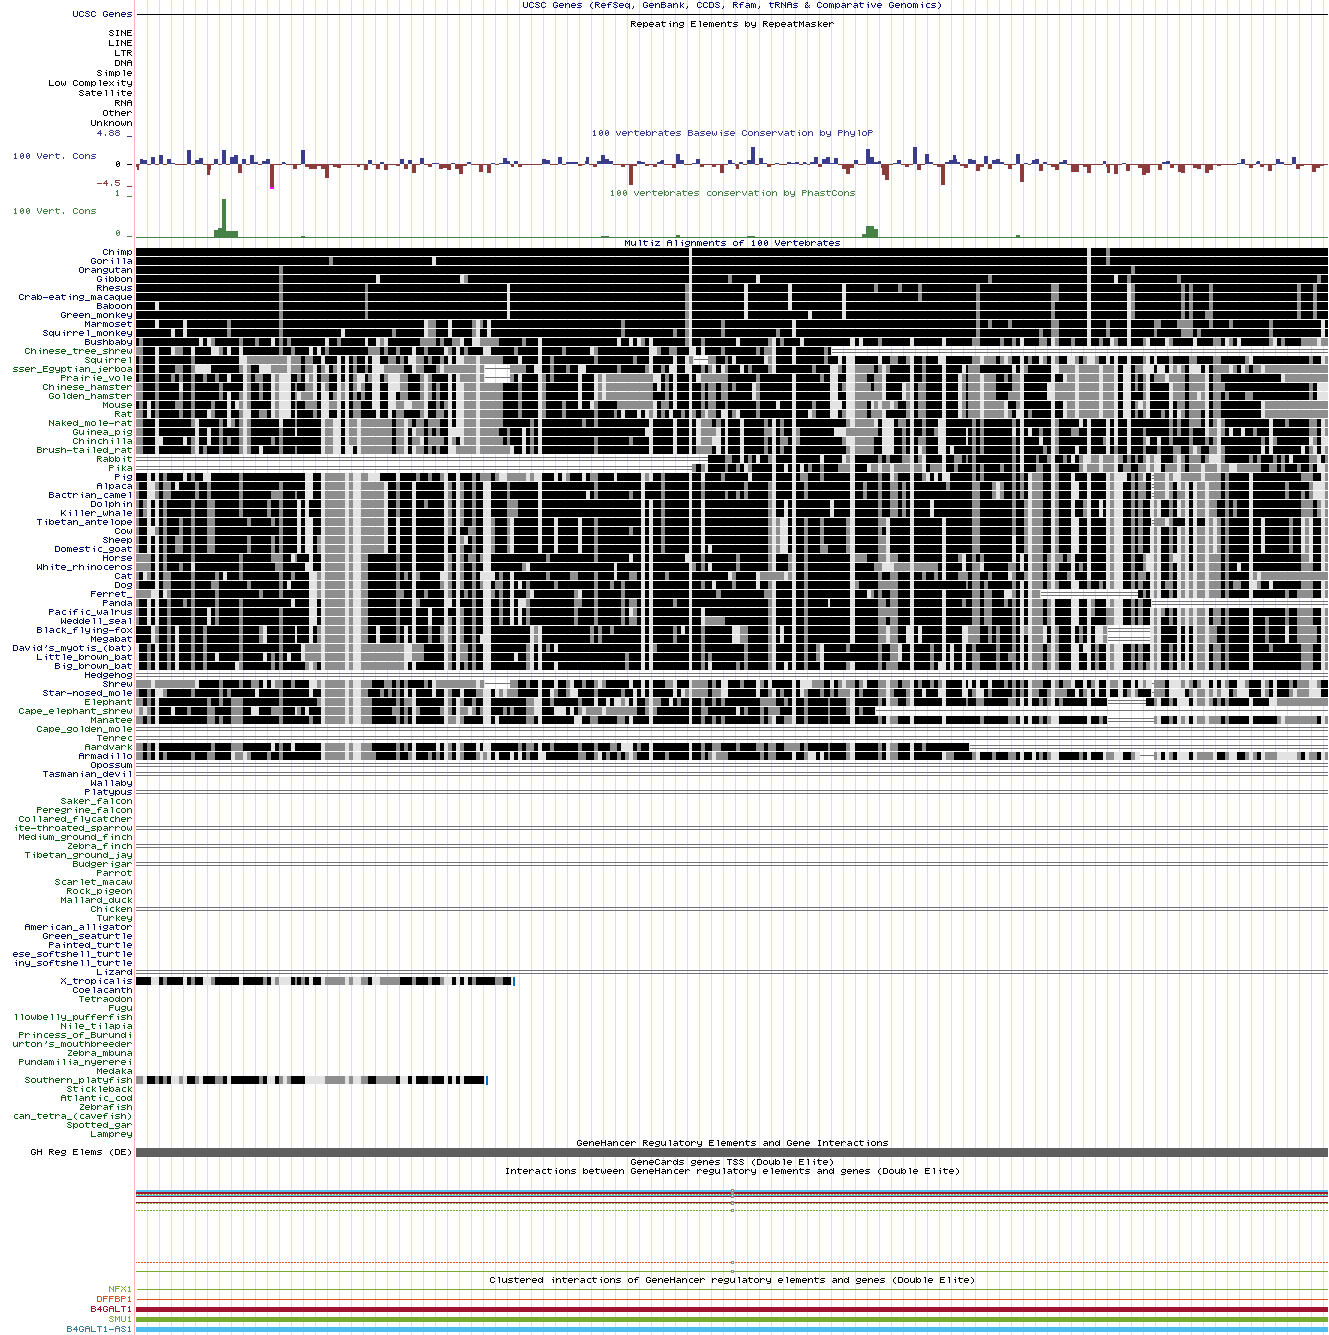 UCSC Genes (RefSeq, GenBank, CCDS, Rfam, tRNAs & Comparative Genomics)
UCSC Genes
Repeating Elements by RepeatMasker
SINE
LINE
LTR
DNA
Simple
Low Complexity
Satellite
RNA
Other
Unknown
4.88 _
100 vertebrates Basewise Conservation by PhyloP
100 Vert. Cons
0 _
-4.5 _
1 _
100 vertebrates conservation by PhastCons
100 Vert. Cons
0 _
Multiz Alignments of 100 Vertebrates
Chimp
Gorilla
Orangutan
Gibbon
Rhesus
Crab-eating_macaque
Baboon
Green_monkey
Marmoset
Squirrel_monkey
Bushbaby
Chinese_tree_shrew
Squirrel
sser_Egyptian_jerboa
Prairie_vole
Chinese_hamster
Golden_hamster
Mouse
Rat
Naked_mole-rat
Guinea_pig
Chinchilla
Brush-tailed_rat
Rabbit
Pika
Pig
Alpaca
Bactrian_camel
Dolphin
Killer_whale
Tibetan_antelope
Cow
Sheep
Domestic_goat
Horse
White_rhinoceros
Cat
Dog
Ferret_
Panda
Pacific_walrus
Weddell_seal
Black_flying-fox
Megabat
David's_myotis_(bat)
Little_brown_bat
Big_brown_bat
Hedgehog
Shrew
Star-nosed_mole
Elephant
Cape_elephant_shrew
Manatee
Cape_golden_mole
Tenrec
Aardvark
Armadillo
Opossum
Tasmanian_devil
Wallaby
Platypus
Saker_falcon
Peregrine_falcon
Collared_flycatcher
ite-throated_sparrow
Medium_ground_finch
Zebra_finch
Tibetan_ground_jay
Budgerigar
Parrot
Scarlet_macaw
Rock_pigeon
Mallard_duck
Chicken
Turkey
American_alligator
Green_seaturtle
Painted_turtle
ese_softshell_turtle
iny_softshell_turtle
Lizard
X_tropicalis
Coelacanth
Tetraodon
Fugu
llowbelly_pufferfish
Nile_tilapia
Princess_of_Burundi
urton's_mouthbreeder
Zebra_mbuna
Pundamilia_nyererei
Medaka
Southern_platyfish
Stickleback
Atlantic_cod
Zebrafish
can_tetra_(cavefish)
Spotted_gar
Lamprey
GeneHancer Regulatory Elements and Gene Interactions
GH Reg Elems (DE)
GeneCards genes TSS (Double Elite)
Interactions between GeneHancer regulatory elements and genes (Double Elite)
Clustered interactions of GeneHancer regulatory elements and genes (Double Elite)
NFX1
DFFBP1
B4GALT1
SMU1
B4GALT1-AS1